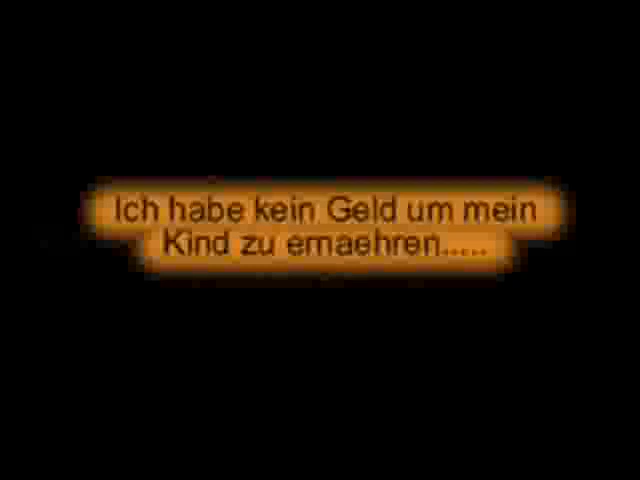 Ich habe kein Geld um mein
Kind zu ernaehren.....